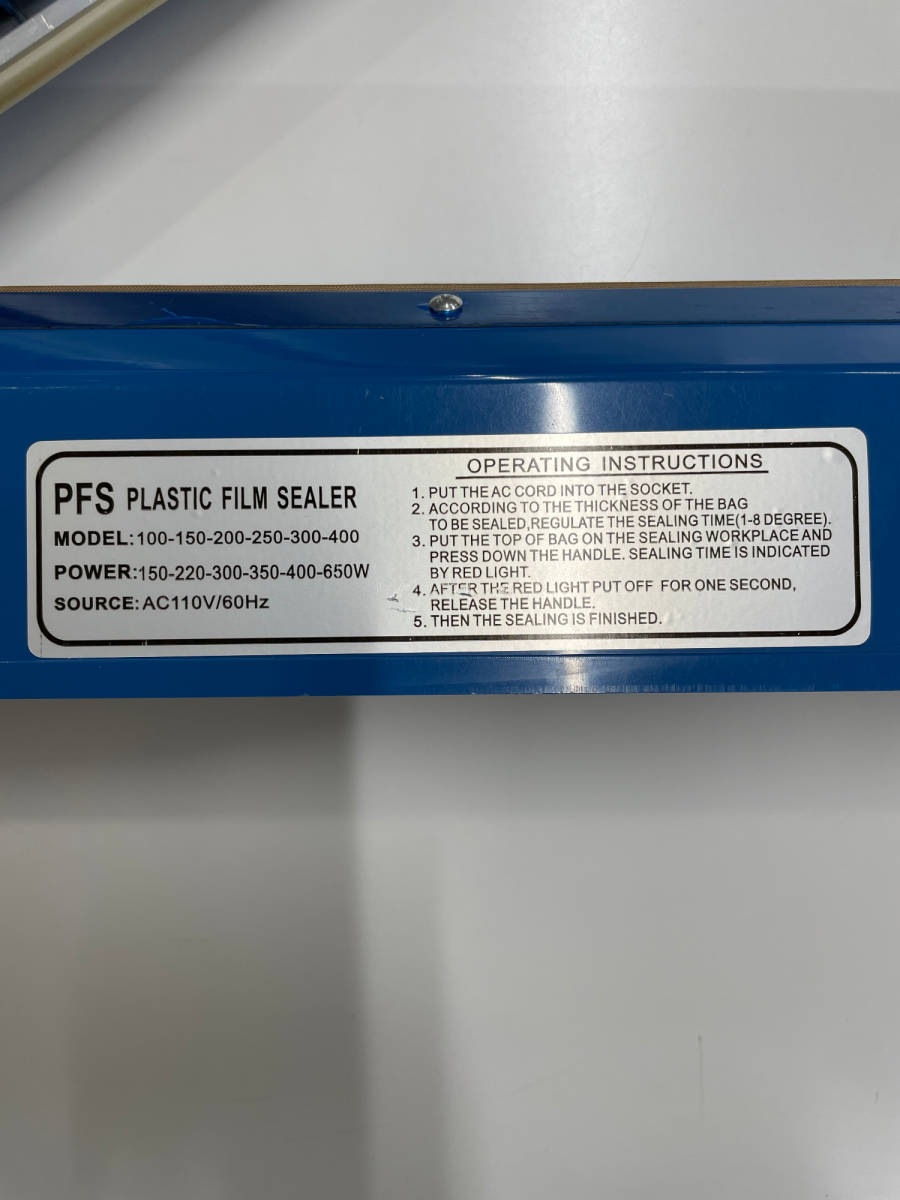 PFS PLASTIC FILM SEALER
MODEL:100-150-200-250-300-400
POWER:150-220-300-350-400-650W
SOURCE:AC110V/60Hz
OPERATING INSTRUCTIONS
1. PUT THE AC CORD INTO THE SOCKET.
2. ACCORDING TO THE THICKNESS OF THE BAG
TO BE SEALED,REGULATE THE SEALING TIME(1-8 DEGREE).
3. PUT THE TOP OF BAG ON THE SEALING WORKPLACE AND
PRESS DOWN THE HANDLE. SEALING TIME IS INDICATED
BY RED LIGHT.
4. AFTER THE RED LIGHT PUT OFF FOR ONE SECOND,
RELEASE THE HANDLE.
5. THEN THE SEALING IS FINISHED.